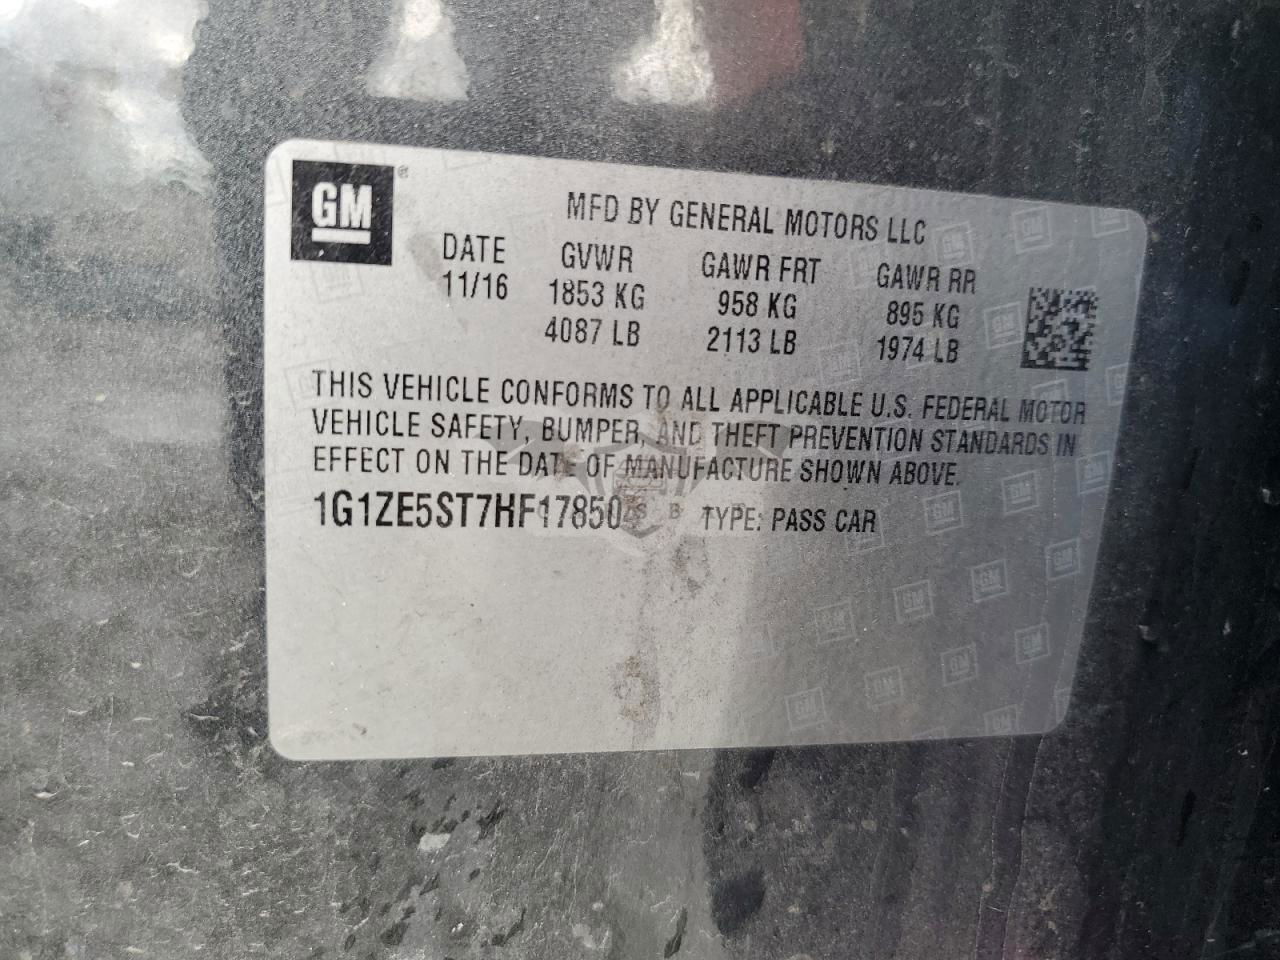 GM
MFD BY GENERAL MOTORS LLC
DATE GVWR GAWR FRT GAWR RR
11/16 1853 KG 958 KG 895 KG
4087 LB 2113 LB 1974 LB
THIS VEHICLE CONFORMS TO ALL APPLICABLE U.S. FEDERAL MOTOR
VEHICLE SAFETY, BUMPER, AND THEFT PREVENTION STANDARDS IN
EFFECT ON THE DATE OF MANUFACTURE SHOWN ABOVE.
1G1ZE5ST7HF178504 TYPE: PASS CAR